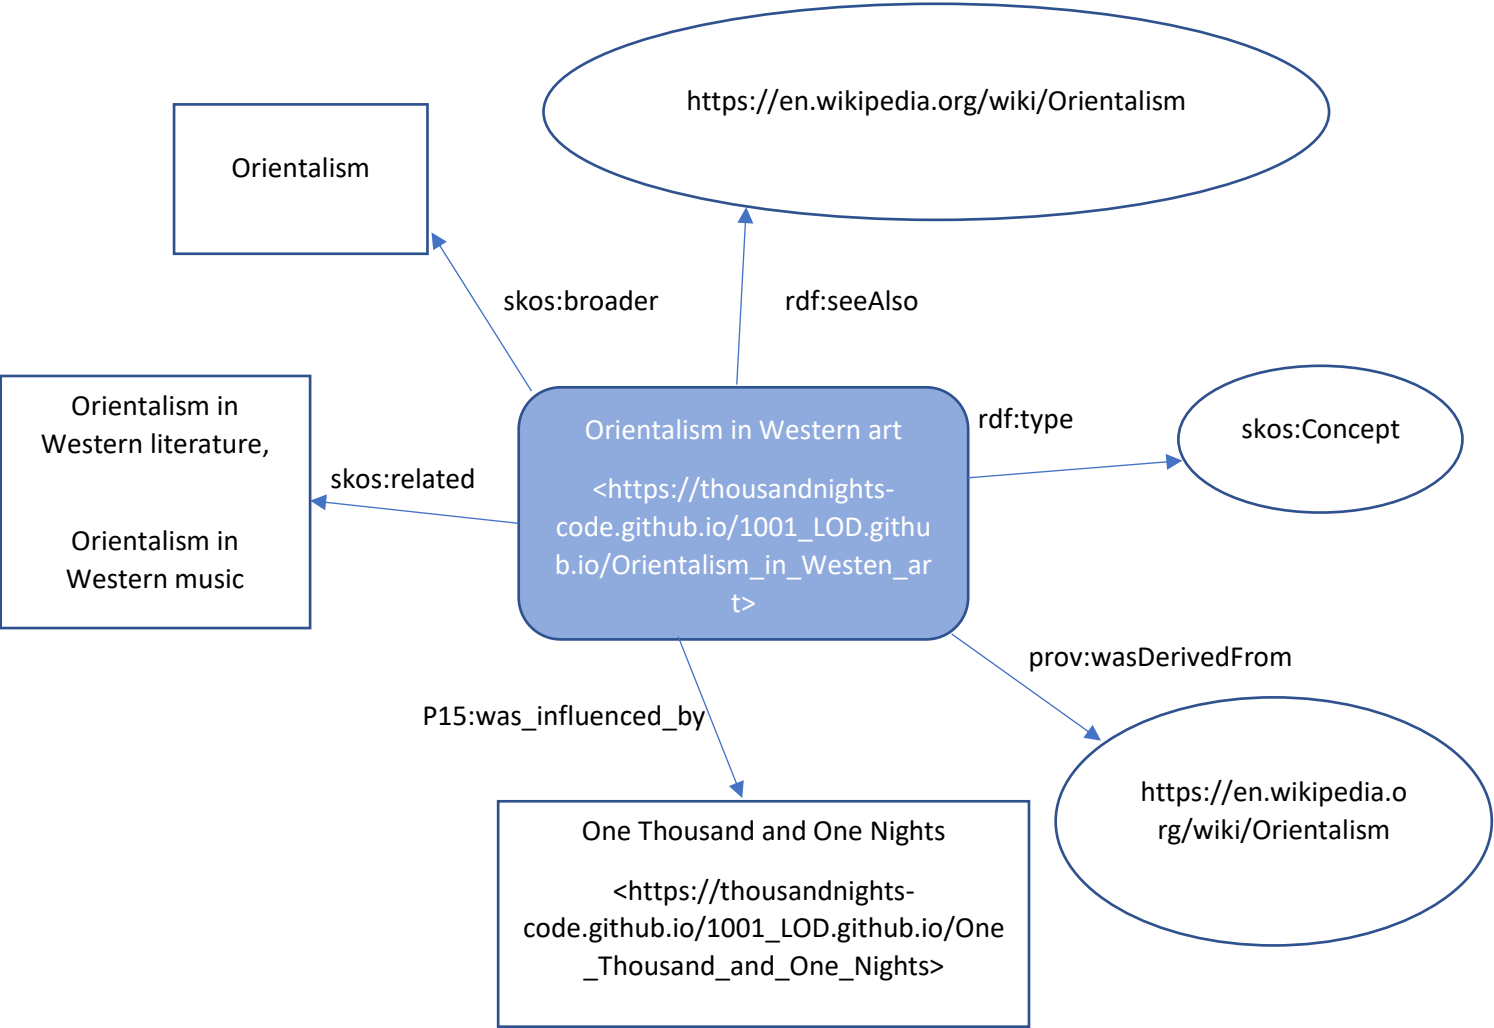 https://en.wikipedia.org/wiki/Orientalism
Orientalism
skos:broader
rdf:seeAlso
Orientalism in
Western literature,
Orientalism in
Western music
skos:related
Orientalism in Western art
<https://thousandnights-
code.github.io/1001_LOD.githu
b.io/Orientalism_in_Westen_ar
t>
rdf:type
skos:Concept
prov:wasDerivedFrom
P15:was_influenced_by
https://en.wikipedia.o
rg/wiki/Orientalism
One Thousand and One Nights
<https://thousandnights-
code.github.io/1001_LOD.github.io/One
_Thousand_and_One_Nights>